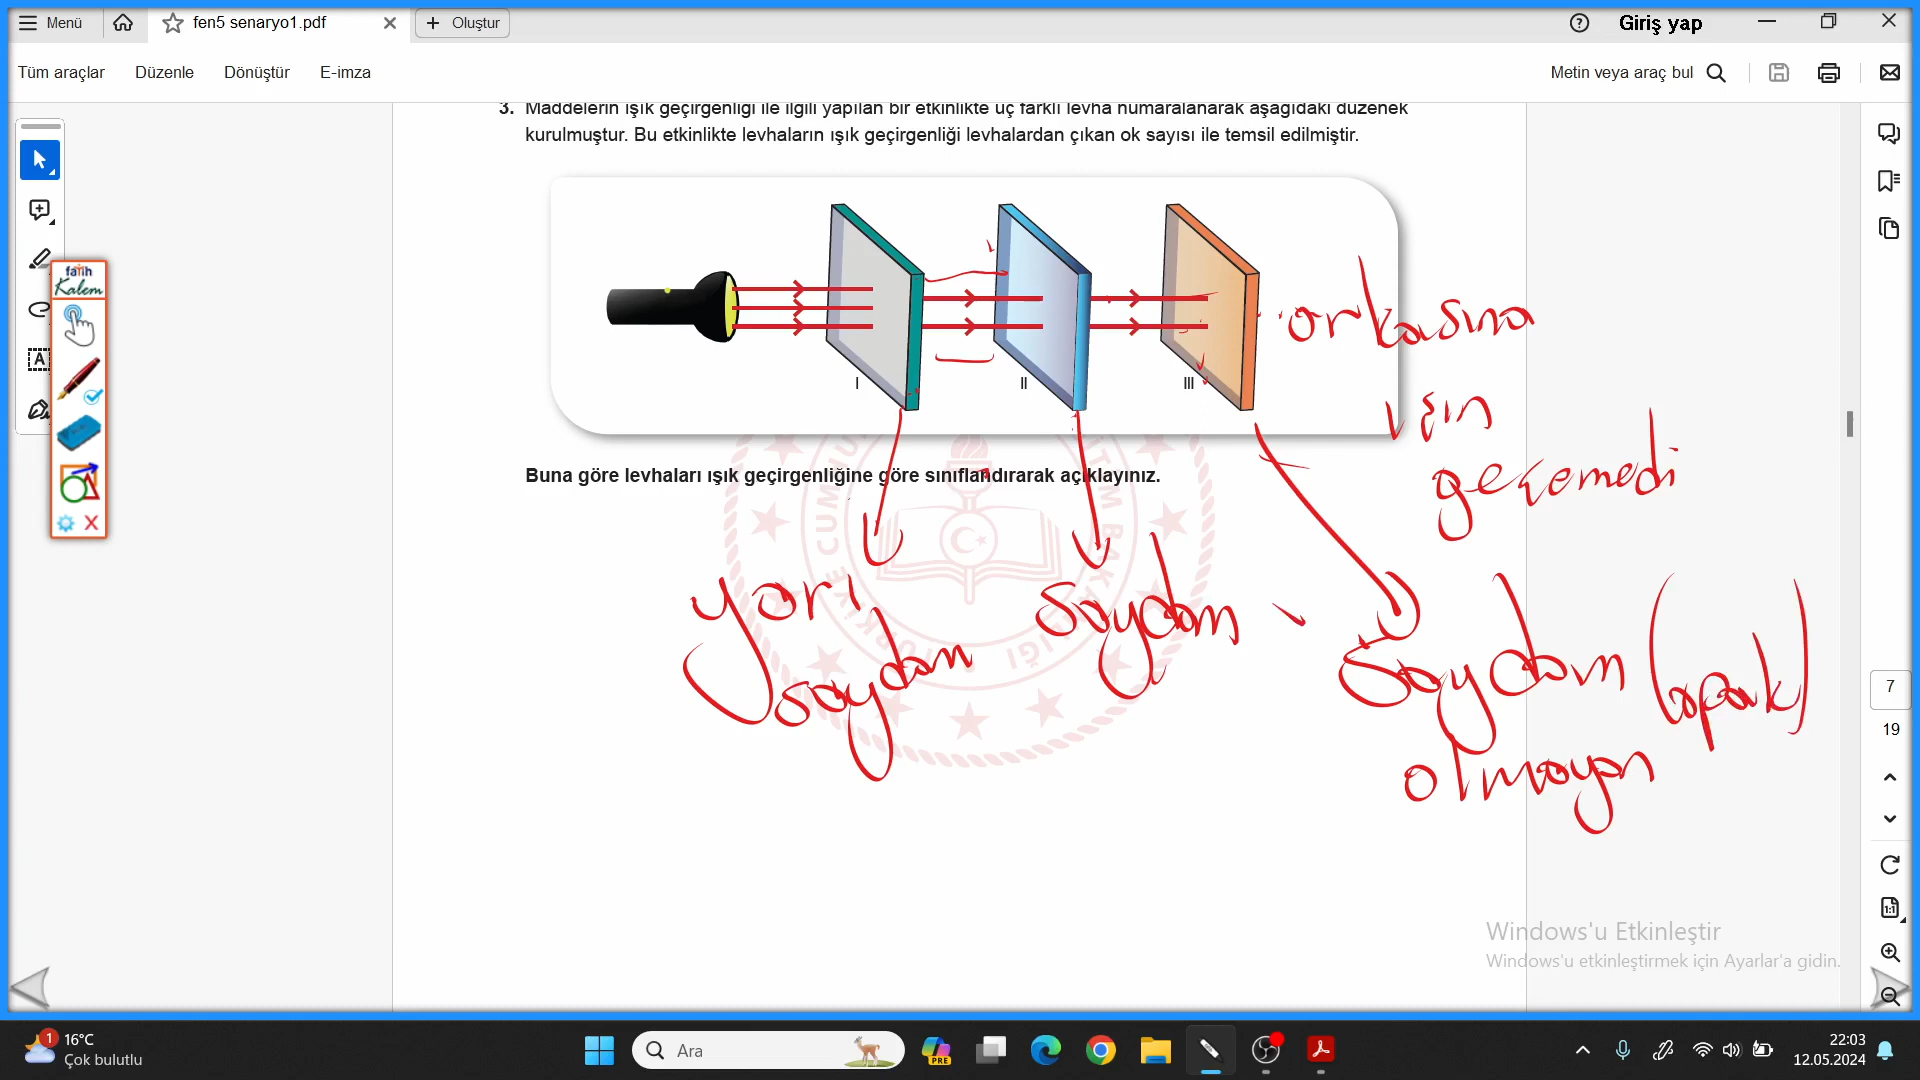 Menü
fen5 senaryo1.pdf
Oluştur
Giriş yap
Tüm araçlar
Düzenle
Dönüştür
E-imza
Metin veya araç bul
3. Maddelerin ışık geçirgenliği ile ilgili yapılan bir etkinlikte üç farklı levha numaralanarak aşağıdaki düzenek
kurulmuştur. Bu etkinlikte levhaların ışık geçirgenliği levhalardan çıkan ok sayısı ile temsil edilmiştir.
fatih
Kalem
I
II
III
arkasına
ışın
geçemedi
Buna göre levhaları ışık geçirgenliğine göre sınıflandırarak açıklayınız.
yarı
saydam
saydam
saydam (opak)
olmayan
7
19
Windows'u Etkinleştir
Windows'u etkinleştirmek için Ayarlar'a gidin.
1
16°C
Çok bulutlu
Ara
PRE
22:03
12.05.2024